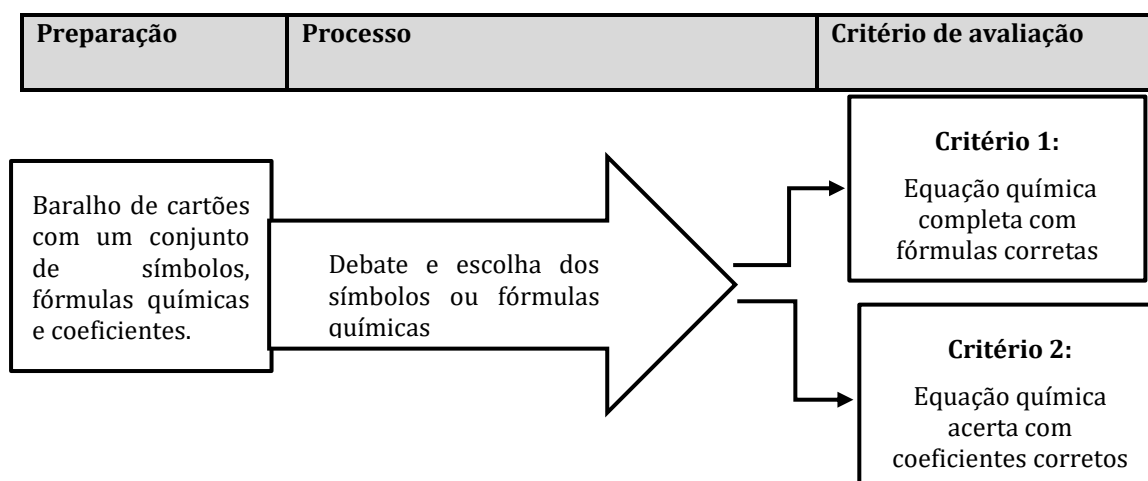 Preparação
Processo
Critério de avaliação
Baralho de cartões
com um conjunto
de símbolos,
fórmulas químicas
e coeficientes.
Debate e escolha dos
símbolos ou fórmulas
químicas
Critério 1:
Equação química
completa com
fórmulas corretas
Critério 2:
Equação química
acerta com
coeficientes corretos